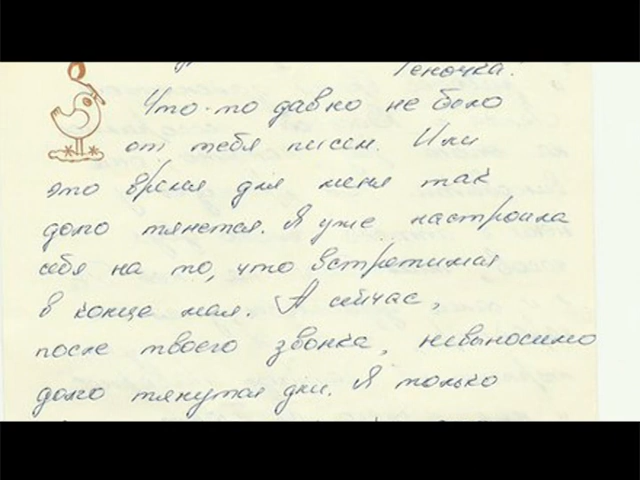 Геночка!
Что-то давно не было
от тебя писем. Или
это время для меня так
долго тянется. Я уже настроила
себя на то, что встретимся
в конце мая. А сейчас,
после твоего звонка, невыносимо
долго тянутся дни. Я только